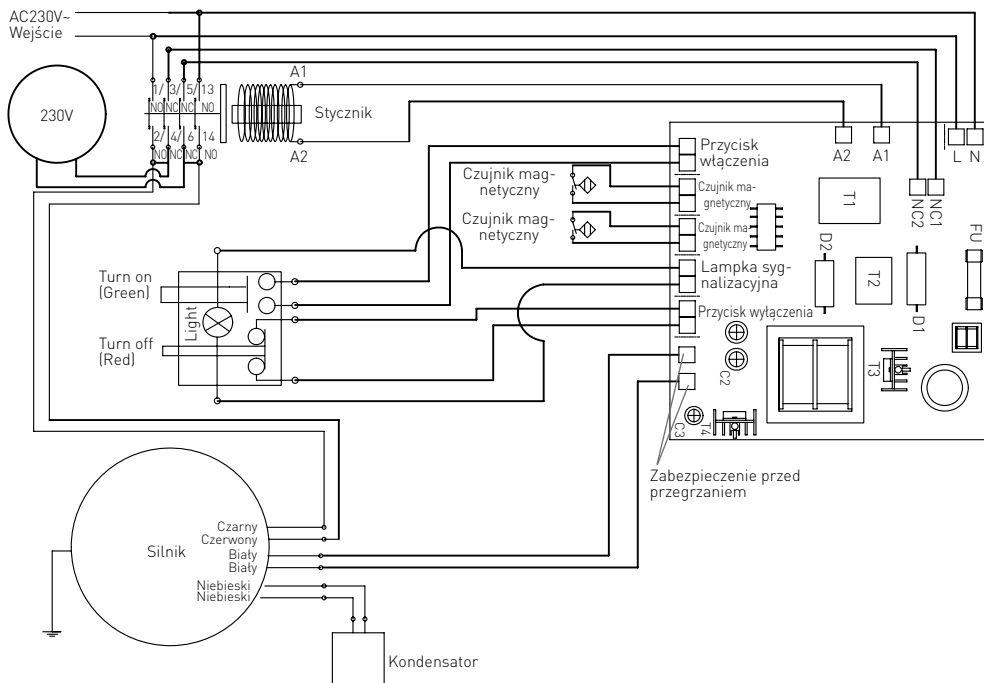 AC230V~
Wejście
230V
1/ 3/ 5/ 13
NO NC NC NO
2/ 4/ 6 14
NO NC NC NO
A1
Stycznik
A2
A2 A1
L N
NC2 NC1
Przycisk
włączenia
Czujnik mag-
netyczny
Czujnik ma-
gnetyczny
Czujnik mag-
netyczny
Czujnik ma-
gnetyczny
Lampka syg-
nalizacyjna
Przycisk wyłączenia
T1
D2
T2
D1
FU
T3
C2
C3
T4
Turn on
(Green)
Light
Turn off
(Red)
Zabezpieczenie przed
przegrzaniem
Silnik
Czarny
Czerwony
Biały
Biały
Niebieski
Niebieski
Kondensator